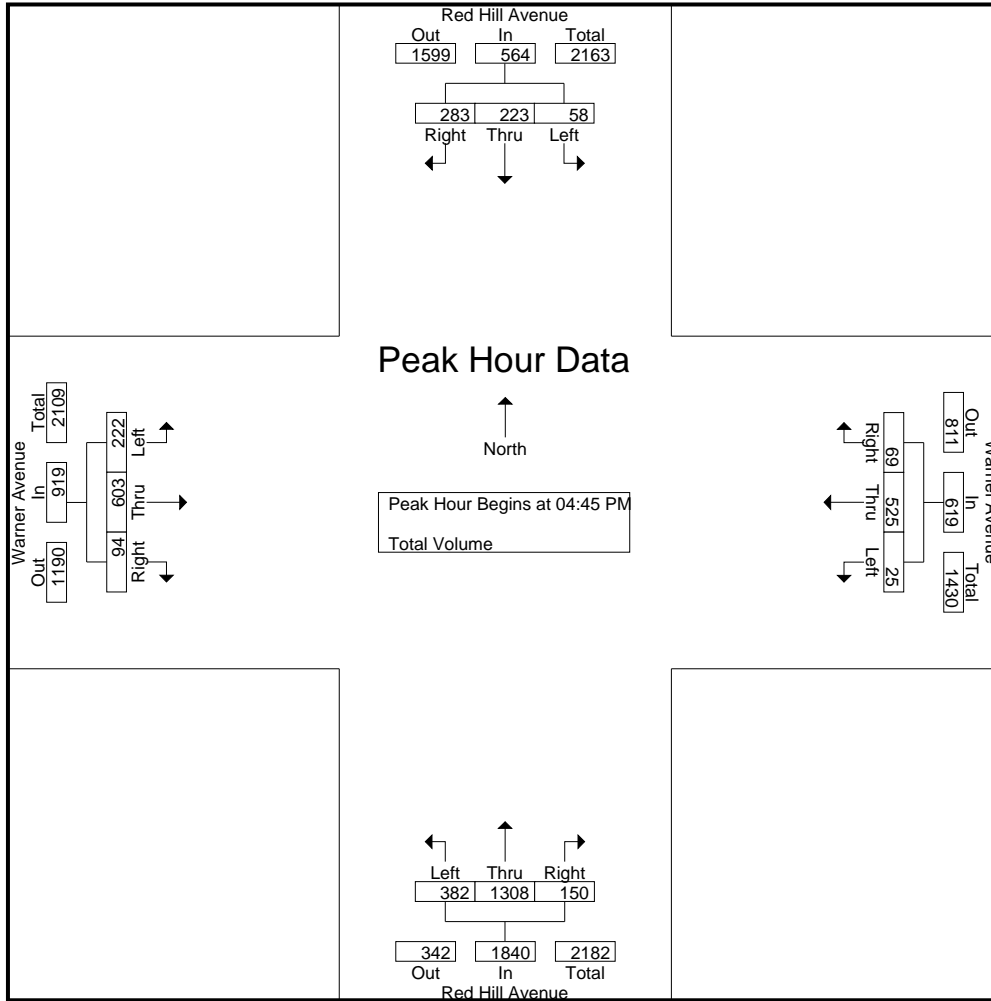 Red Hill Avenue
Out In Total
1599 564 2163
283 223 58
Right Thru Left
Peak Hour Data
North
Peak Hour Begins at 04:45 PM
Total Volume
Warner Avenue
Out In Total
1190 919 2109
94 603 222
Right Thru Left
Warner Avenue
Out In Total
811 619 1430
69 525 25
Right Thru Left
Left Thru Right
382 1308 150
342 1840 2182
Out In Total
Red Hill Avenue